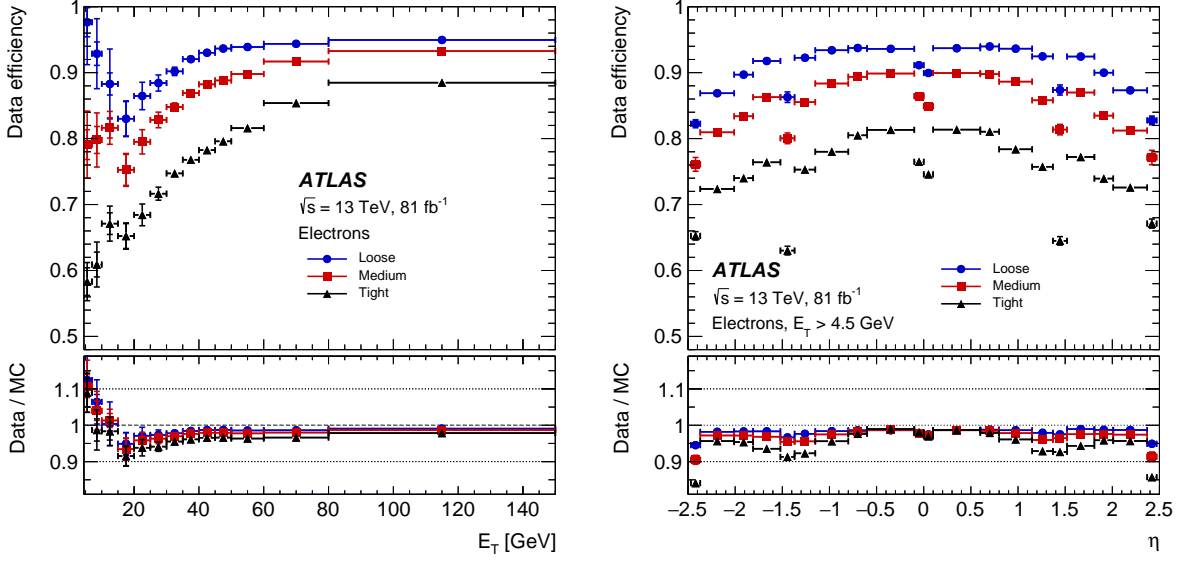 Data efficiency
1
0.9
0.8
0.7
0.6
0.5
ATLAS
√s = 13 TeV, 81 fb⁻¹
Electrons
Loose
Medium
Tight
Data / MC
1.1
1
0.9
20 40 60 80 100 120 140
E_T [GeV]
Data efficiency
1
0.9
0.8
0.7
0.6
0.5
ATLAS
√s = 13 TeV, 81 fb⁻¹
Electrons, E_T > 4.5 GeV
Loose
Medium
Tight
Data / MC
1.1
1
0.9
−2.5 −2 −1.5 −1 −0.5 0 0.5 1 1.5 2 2.5
η